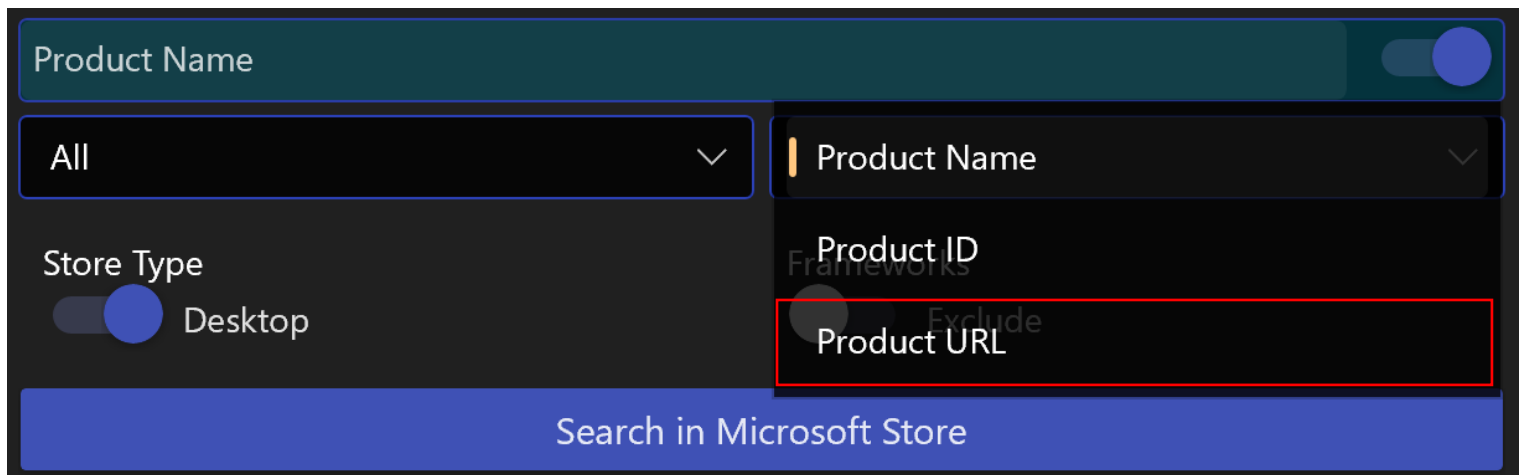 Product Name
All
Product Name
Product ID
Store Type
Frameworks
Desktop
Exclude
Product URL
Search in Microsoft Store